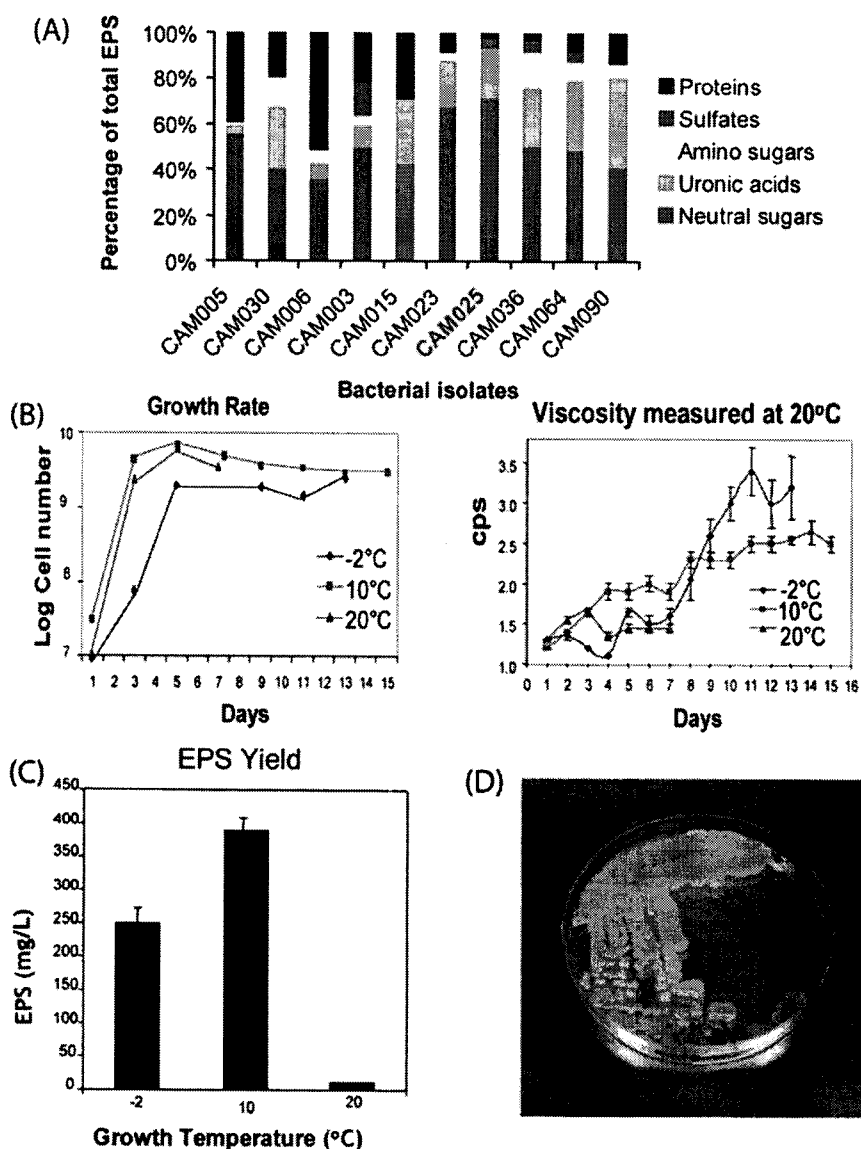 (A)
Percentage of total EPS
100%
80%
60%
40%
20%
0%
Proteins
Sulfates
Amino sugars
Uronic acids
Neutral sugars
CAM005
CAM030
CAM006
CAM003
CAM015
CAM023
CAM025
CAM036
CAM064
CAM090
Bacterial isolates
(B)
Growth Rate
Log Cell number
10
9
8
7
-2°C
10°C
20°C
1 2 3 4 5 6 7 8 9 10 11 12 13 14 15
Days
Viscosity measured at 20°C
cps
3.5
3.0
2.5
2.0
1.5
1.0
-2°C
10°C
20°C
0 1 2 3 4 5 6 7 8 9 10 11 12 13 14 15 16
Days
(C)
EPS Yield
EPS (mg/L)
450
400
350
300
250
200
150
100
50
0
-2 10 20
Growth Temperature (°C)
(D)